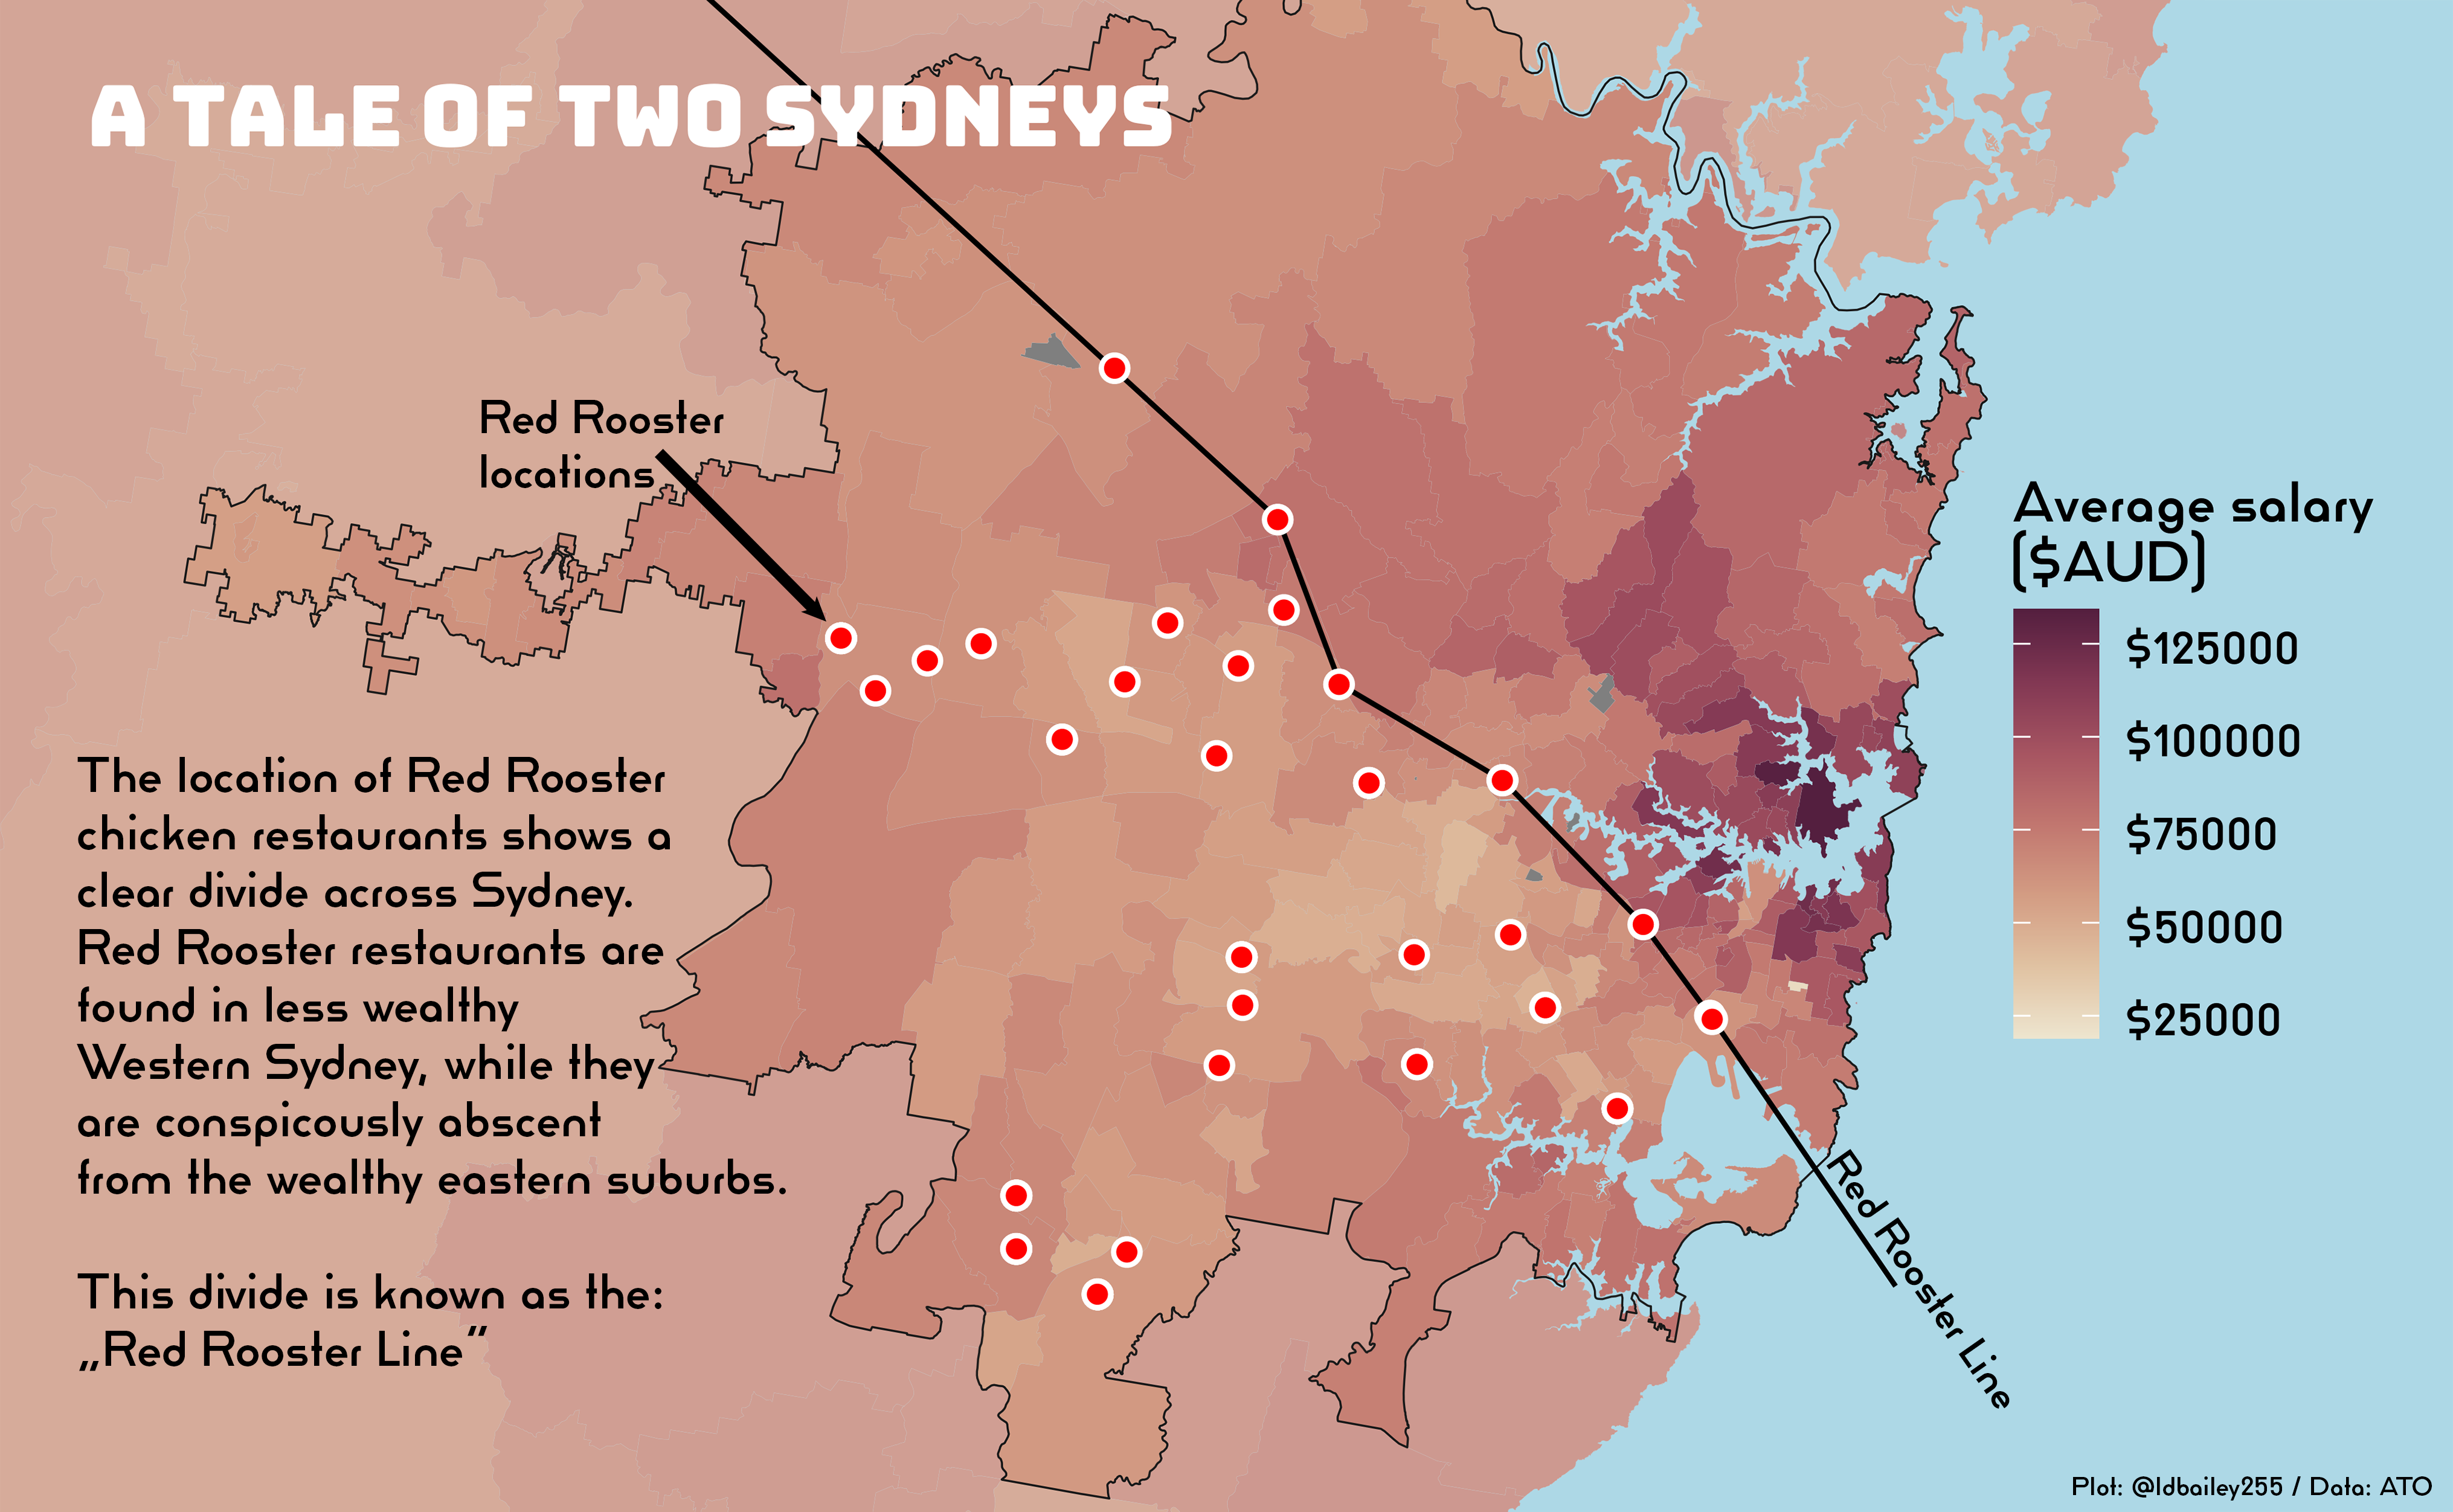 A TALE OF TWO SYDNEYS
Red Rooster
locations
The location of Red Rooster
chicken restaurants shows a
clear divide across Sydney.
Red Rooster restaurants are
found in less wealthy
Western Sydney, while they
are conspicously abscent
from the wealthy eastern suburbs.
This divide is known as the:
„Red Rooster Line”
Average salary
($AUD)
$125000
$100000
$75000
$50000
$25000
Red Rooster Line
Plot: @ldbailey255 / Data: ATO